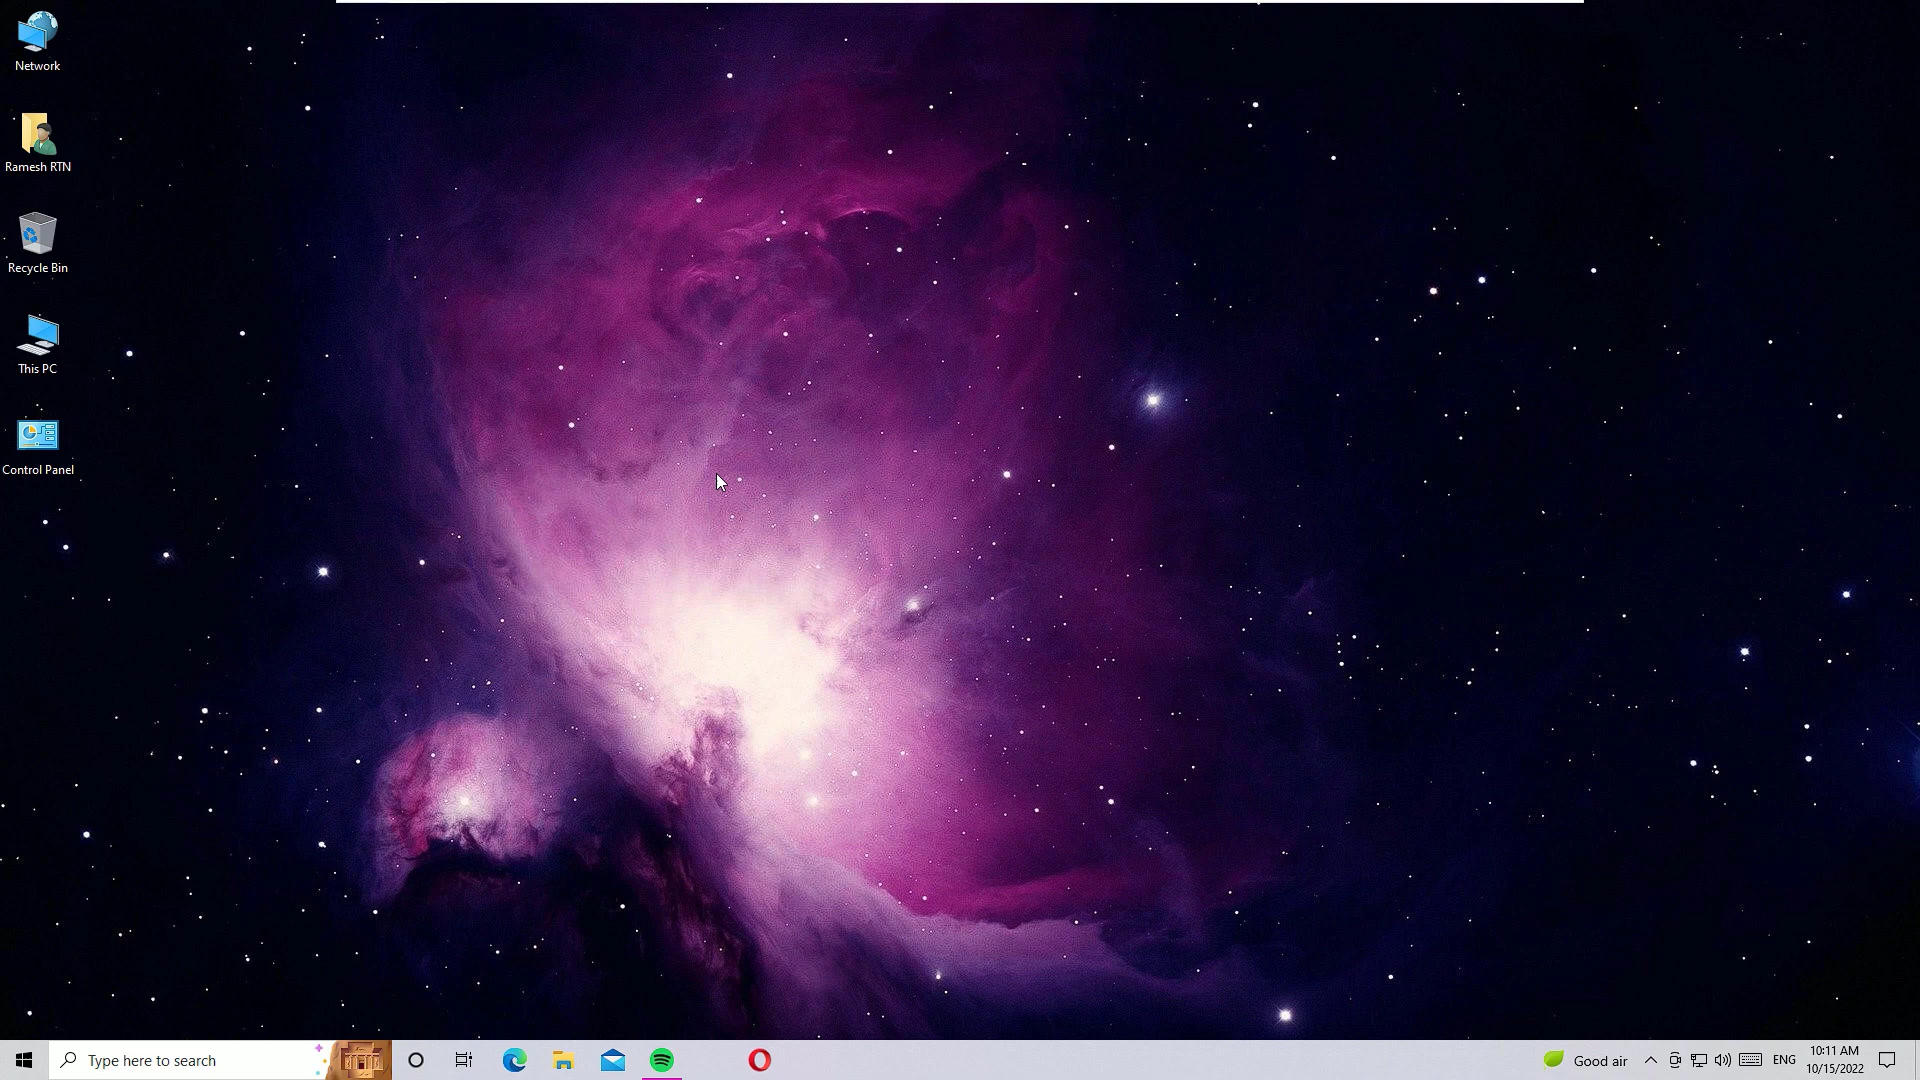 Network
Ramesh RTN
Recycle Bin
This PC
Control Panel
Type here to search
Good air
ENG
10:11 AM
10/15/2022